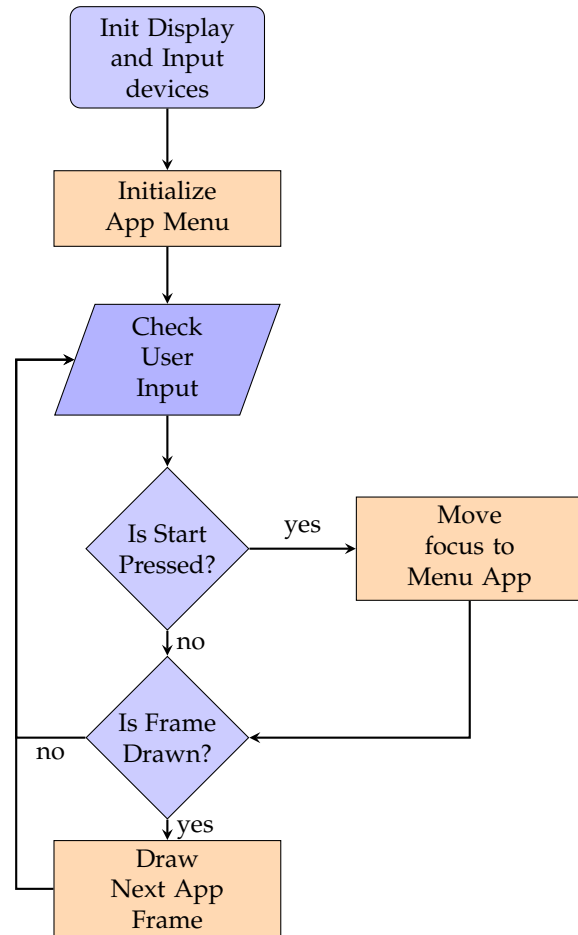 Init Display
and Input
devices
Initialize
App Menu
Check
User
Input
Is Start
Pressed?
yes
Move
focus to
Menu App
no
Is Frame
Drawn?
no
yes
Draw
Next App
Frame